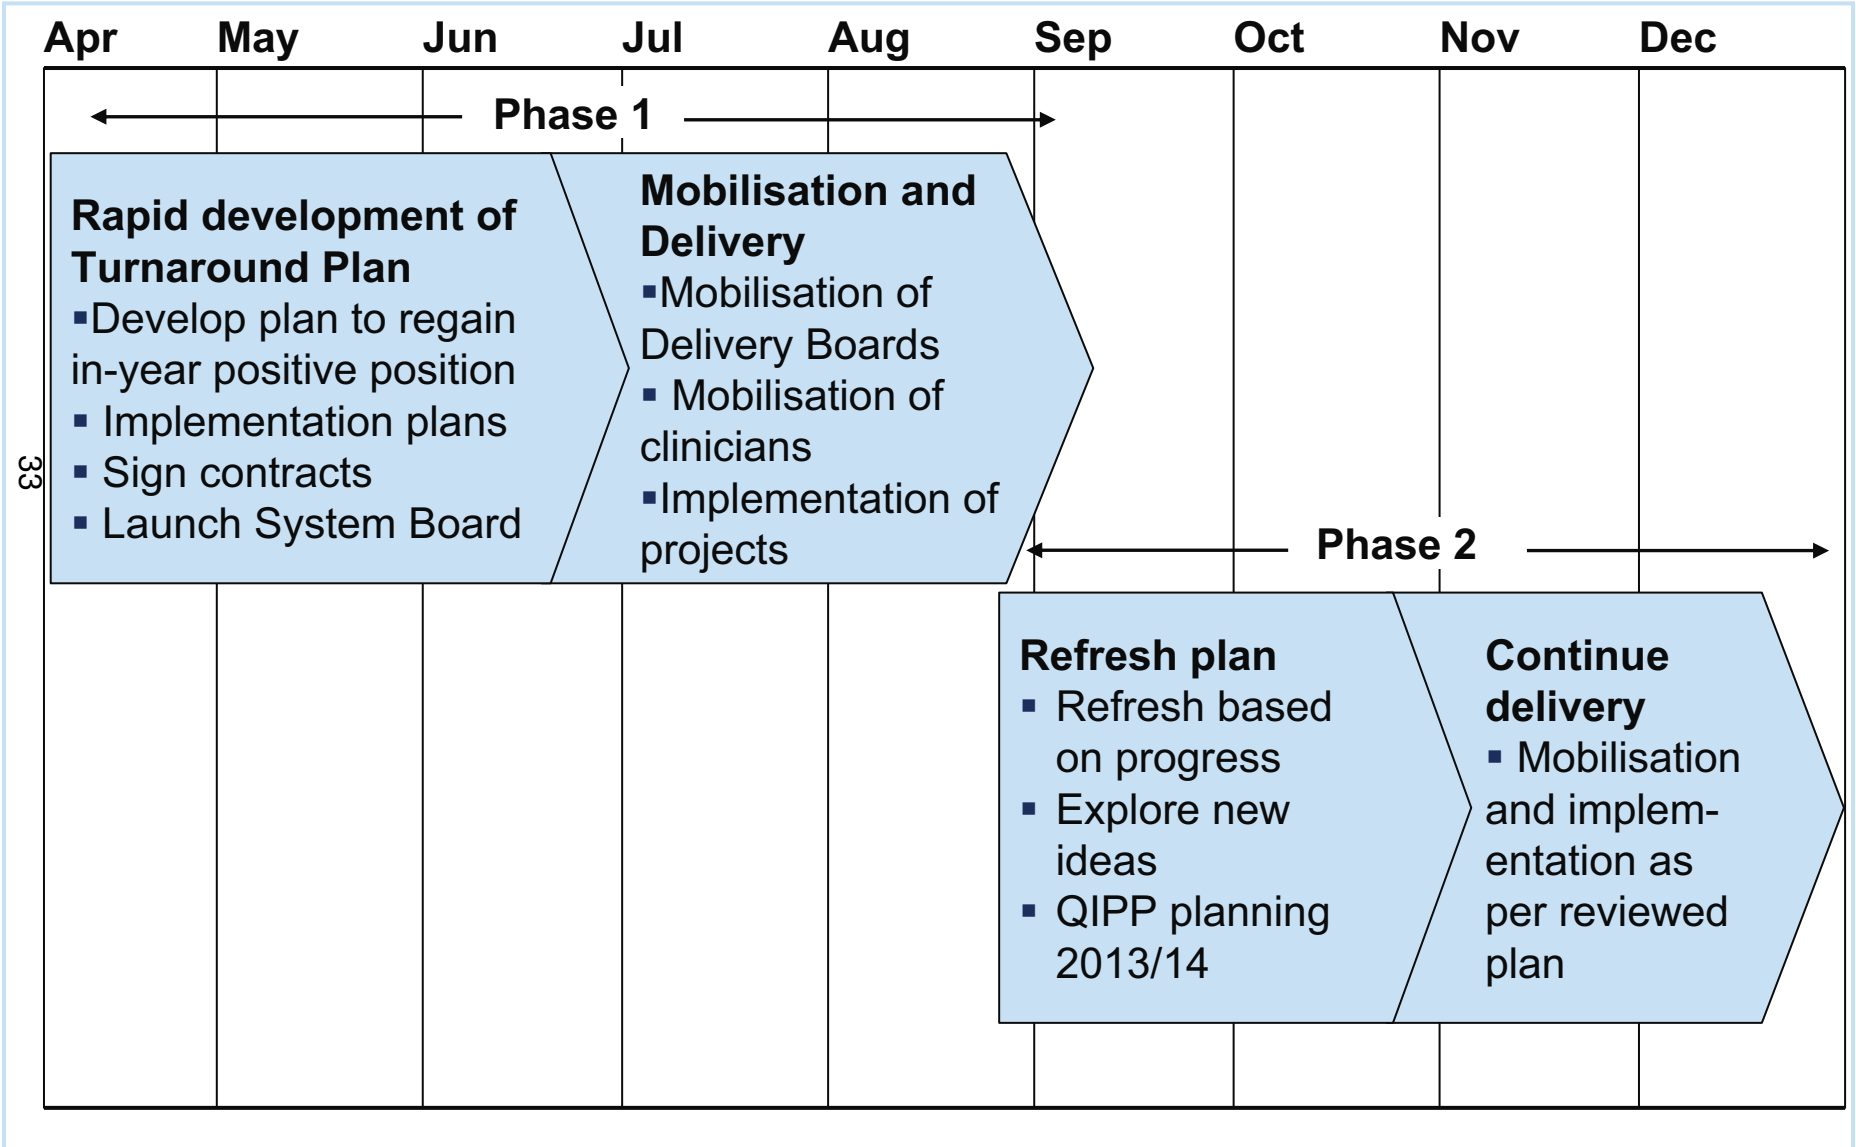 Apr May Jun Jul Aug Sep Oct Nov Dec
Phase 1
Rapid development of
Turnaround Plan
▪Develop plan to regain
in-year positive position
▪ Implementation plans
▪ Sign contracts
▪ Launch System Board
Mobilisation and
Delivery
▪Mobilisation of
Delivery Boards
▪ Mobilisation of
clinicians
▪Implementation of
projects
33
Phase 2
Refresh plan
▪ Refresh based
on progress
▪ Explore new
ideas
▪ QIPP planning
2013/14
Continue
delivery
▪ Mobilisation
and implem-
entation as
per reviewed
plan